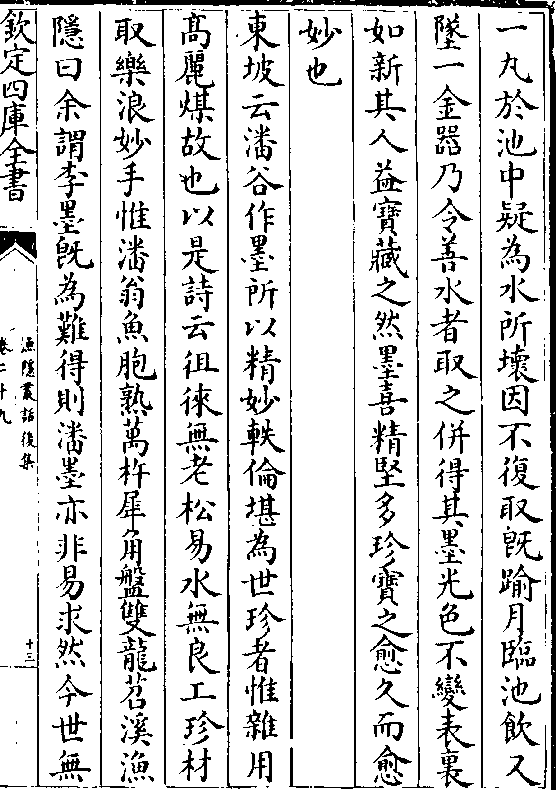 一丸於池中疑為水所壞因不復取既踰月臨池飲又
墜一金器乃令善水者取之併得其墨光色不變表裏
如新其人益寶藏之然墨喜精堅多珍寶之愈久而愈
妙也
東坡云潘谷作墨所以精妙軼倫堪為世珍者惟雜用
高麗煤故也以是詩云徂徠無老松易水無良工珍材
取樂浪妙手惟潘翁魚胞熟萬杵犀角盤雙龍苕溪漁
隱曰余謂李墨既為難得則潘墨亦非易求然今世無
欽定四庫全書
漁隱叢話後集
卷二十九
十三